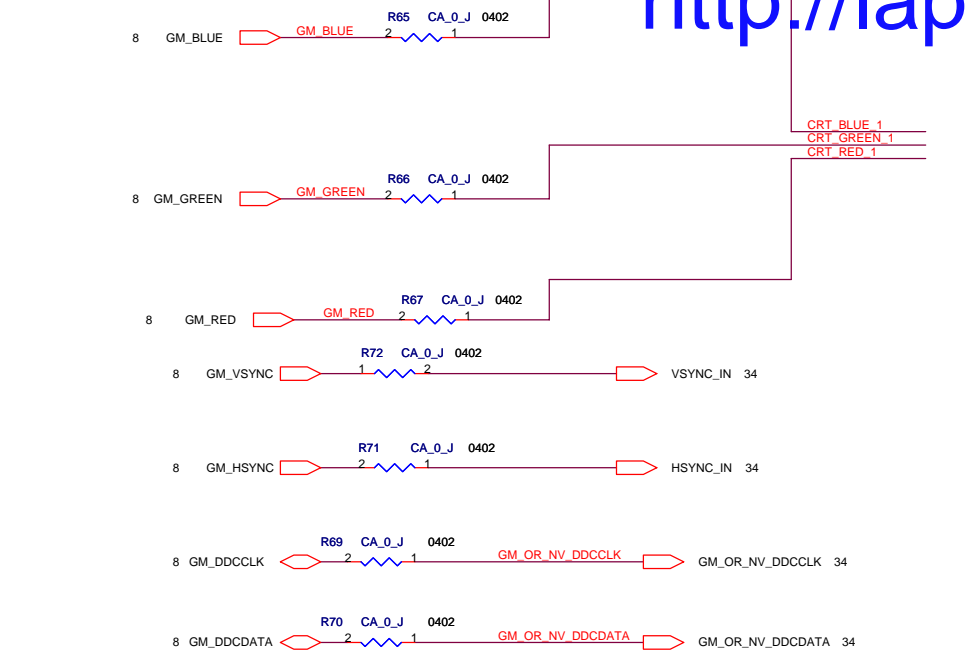 http://lap
R65 CA_0_J 0402
8 GM_BLUE GM_BLUE 2 1
CRT_BLUE_1
CRT_GREEN_1
CRT_RED_1
R66 CA_0_J 0402
8 GM_GREEN GM_GREEN 2 1
R67 CA_0_J 0402
8 GM_RED GM_RED 2 1
R72 CA_0_J 0402
8 GM_VSYNC 1 2 VSYNC_IN 34
R71 CA_0_J 0402
8 GM_HSYNC 2 1 HSYNC_IN 34
R69 CA_0_J 0402
8 GM_DDCCLK 2 1 GM_OR_NV_DDCCLK GM_OR_NV_DDCCLK 34
R70 CA_0_J 0402
8 GM_DDCDATA 2 1 GM_OR_NV_DDCDATA GM_OR_NV_DDCDATA 34